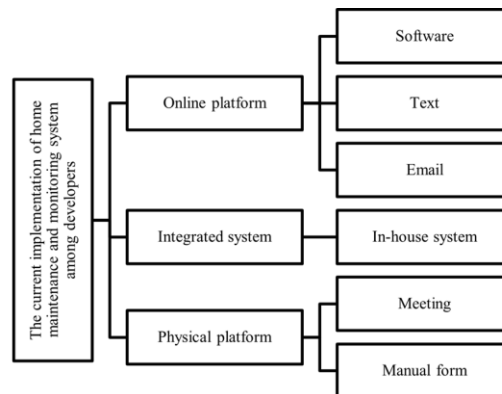 The current implementation of home
maintenance and monitoring system
among developers
Online platform
Software
Text
Email
Integrated system
In-house system
Physical platform
Meeting
Manual form